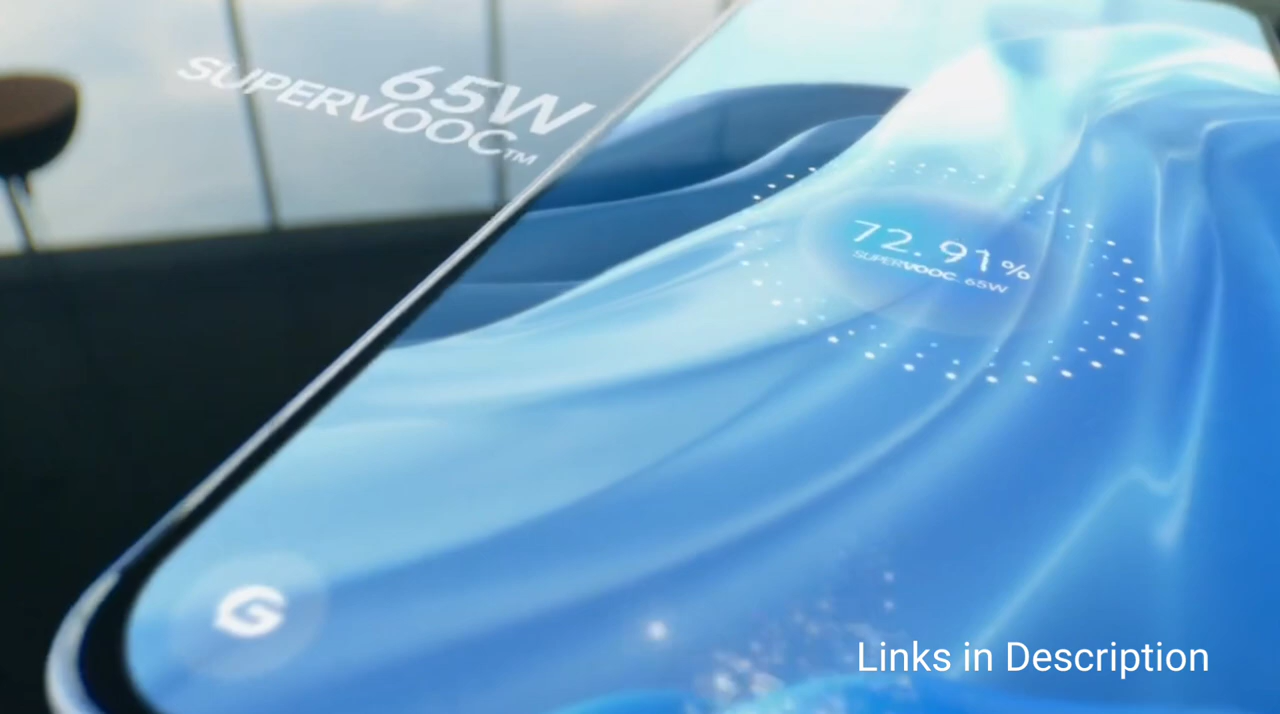 65W
SUPERVOOC™
72.91%
SUPERVOOC 65W
G
Links in Description